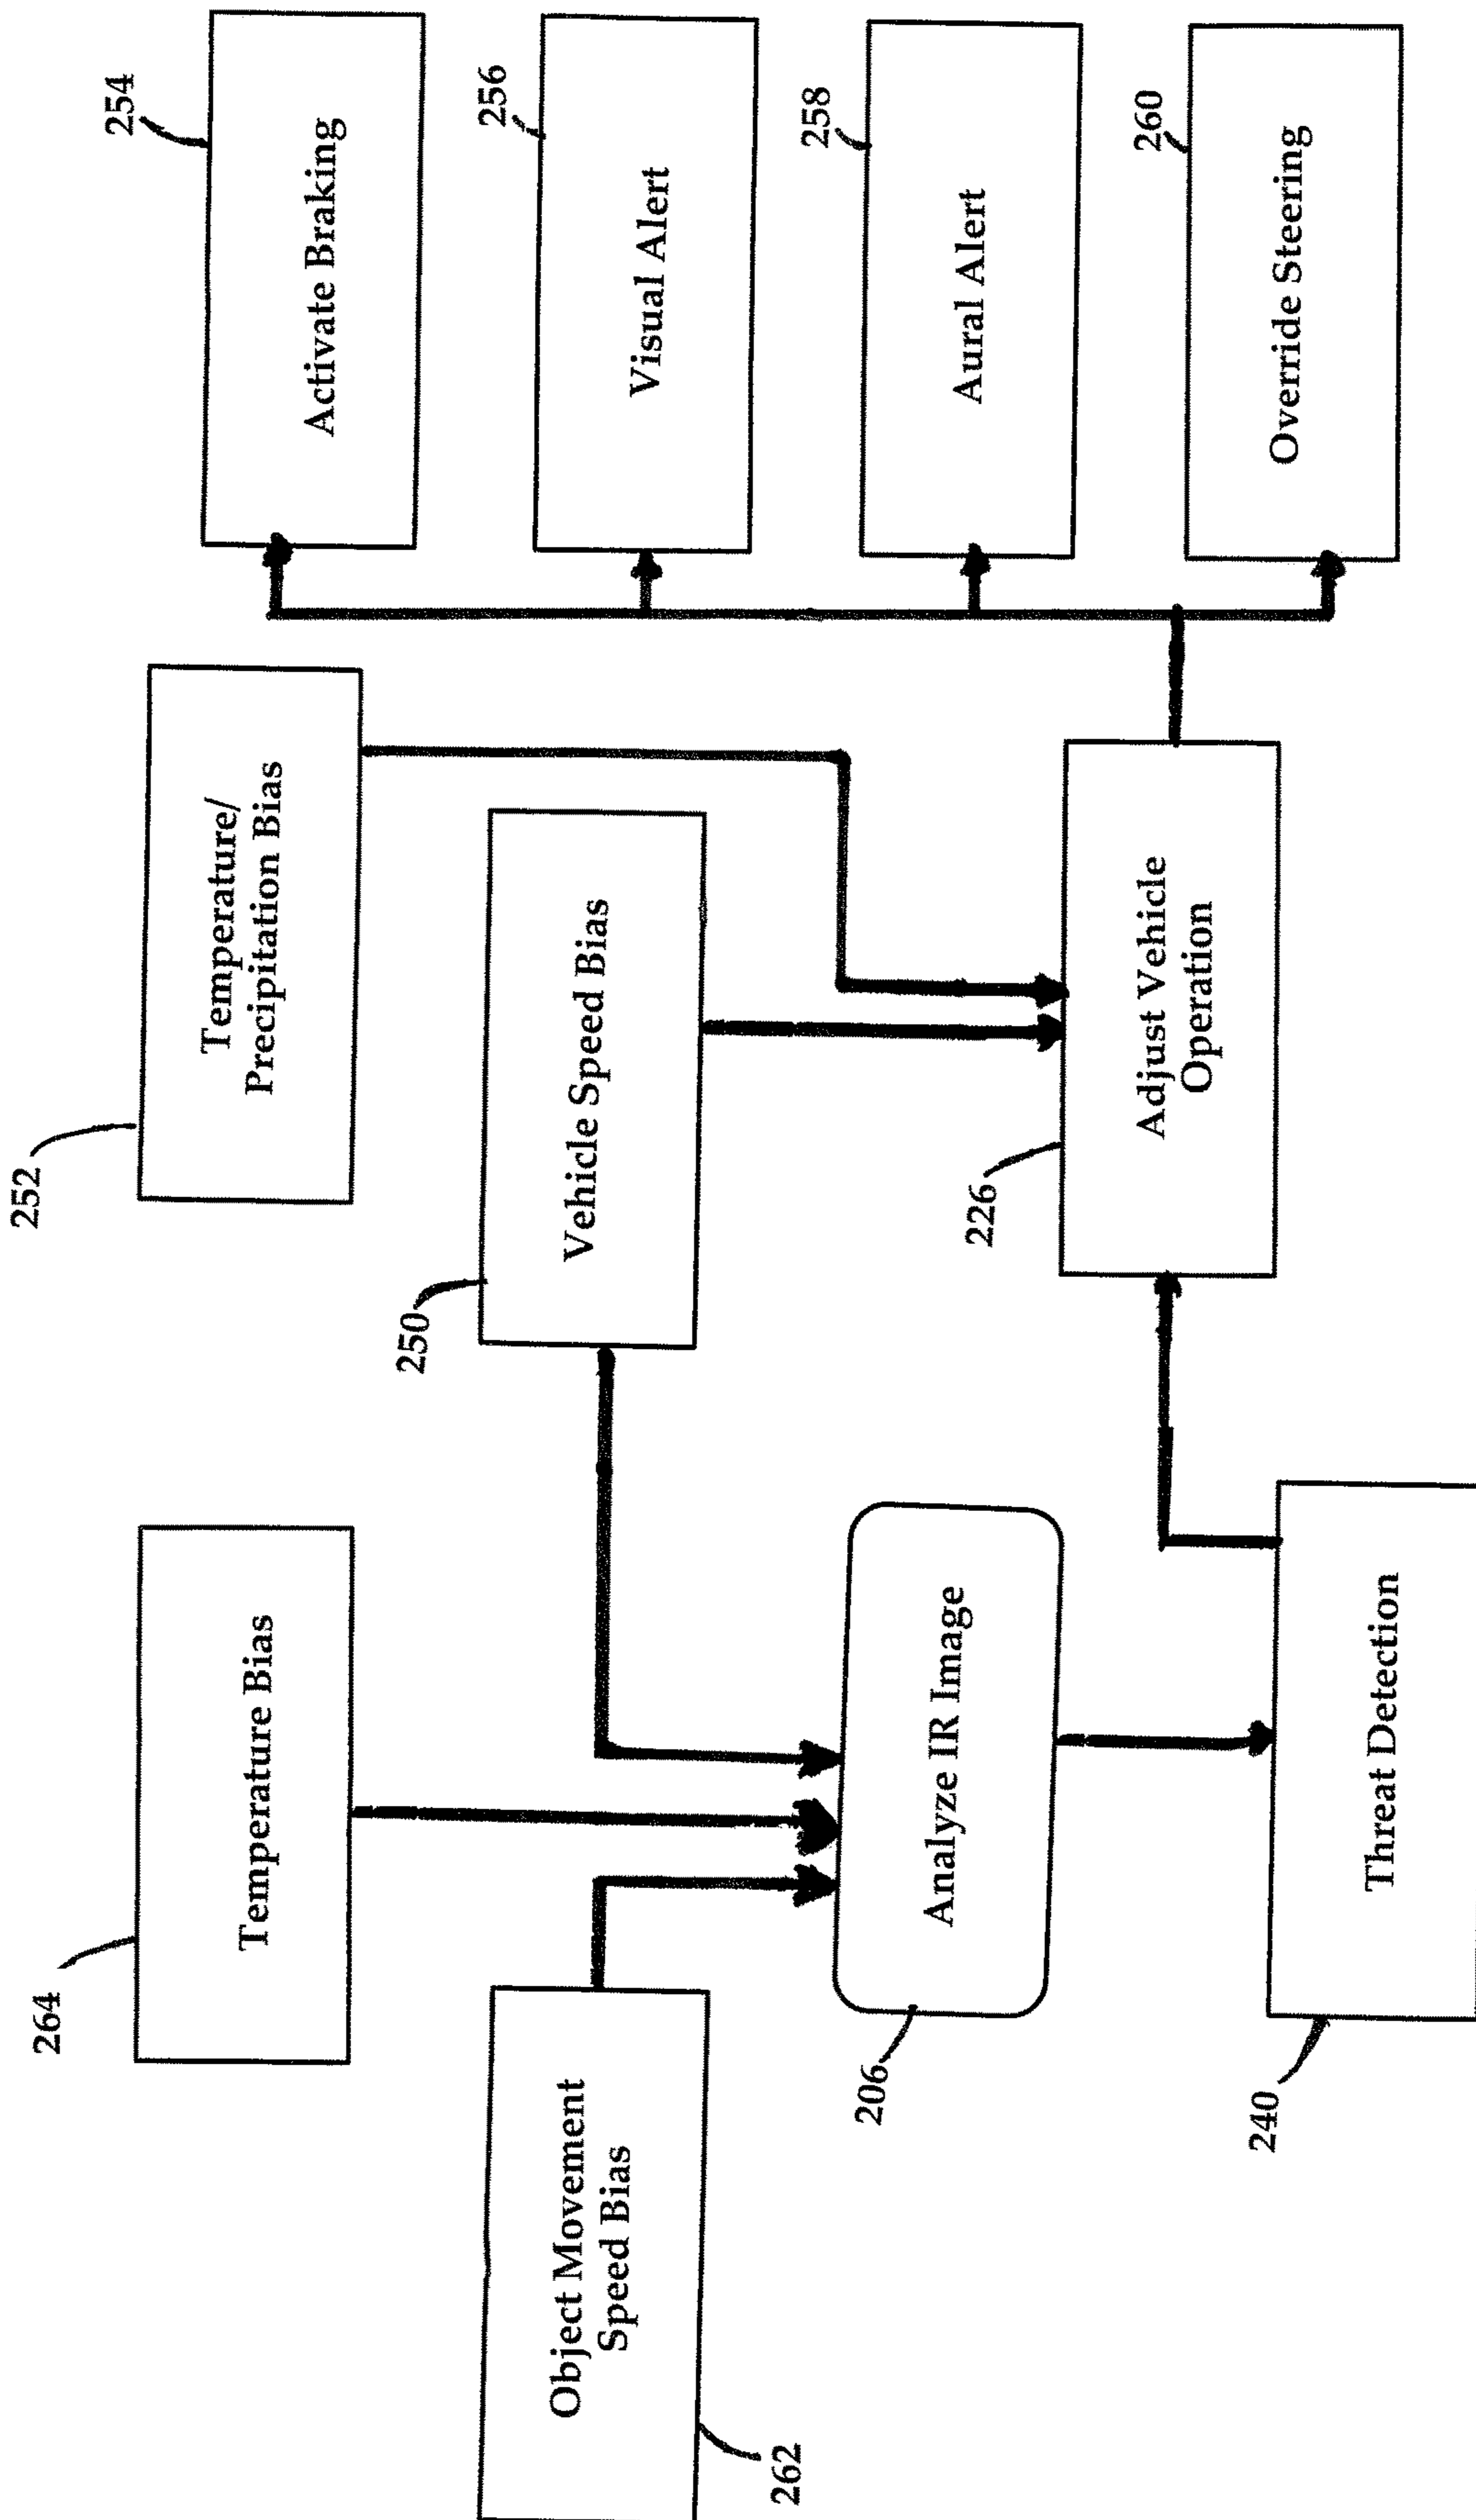 264
Temperature Bias
252
Temperature/
Precipitation Bias
254
Activate Braking
262
Object Movement
Speed Bias
250
Vehicle Speed Bias
256
Visual Alert
206
Analyze IR Image
258
Aural Alert
240
Threat Detection
226
Adjust Vehicle
Operation
260
Override Steering